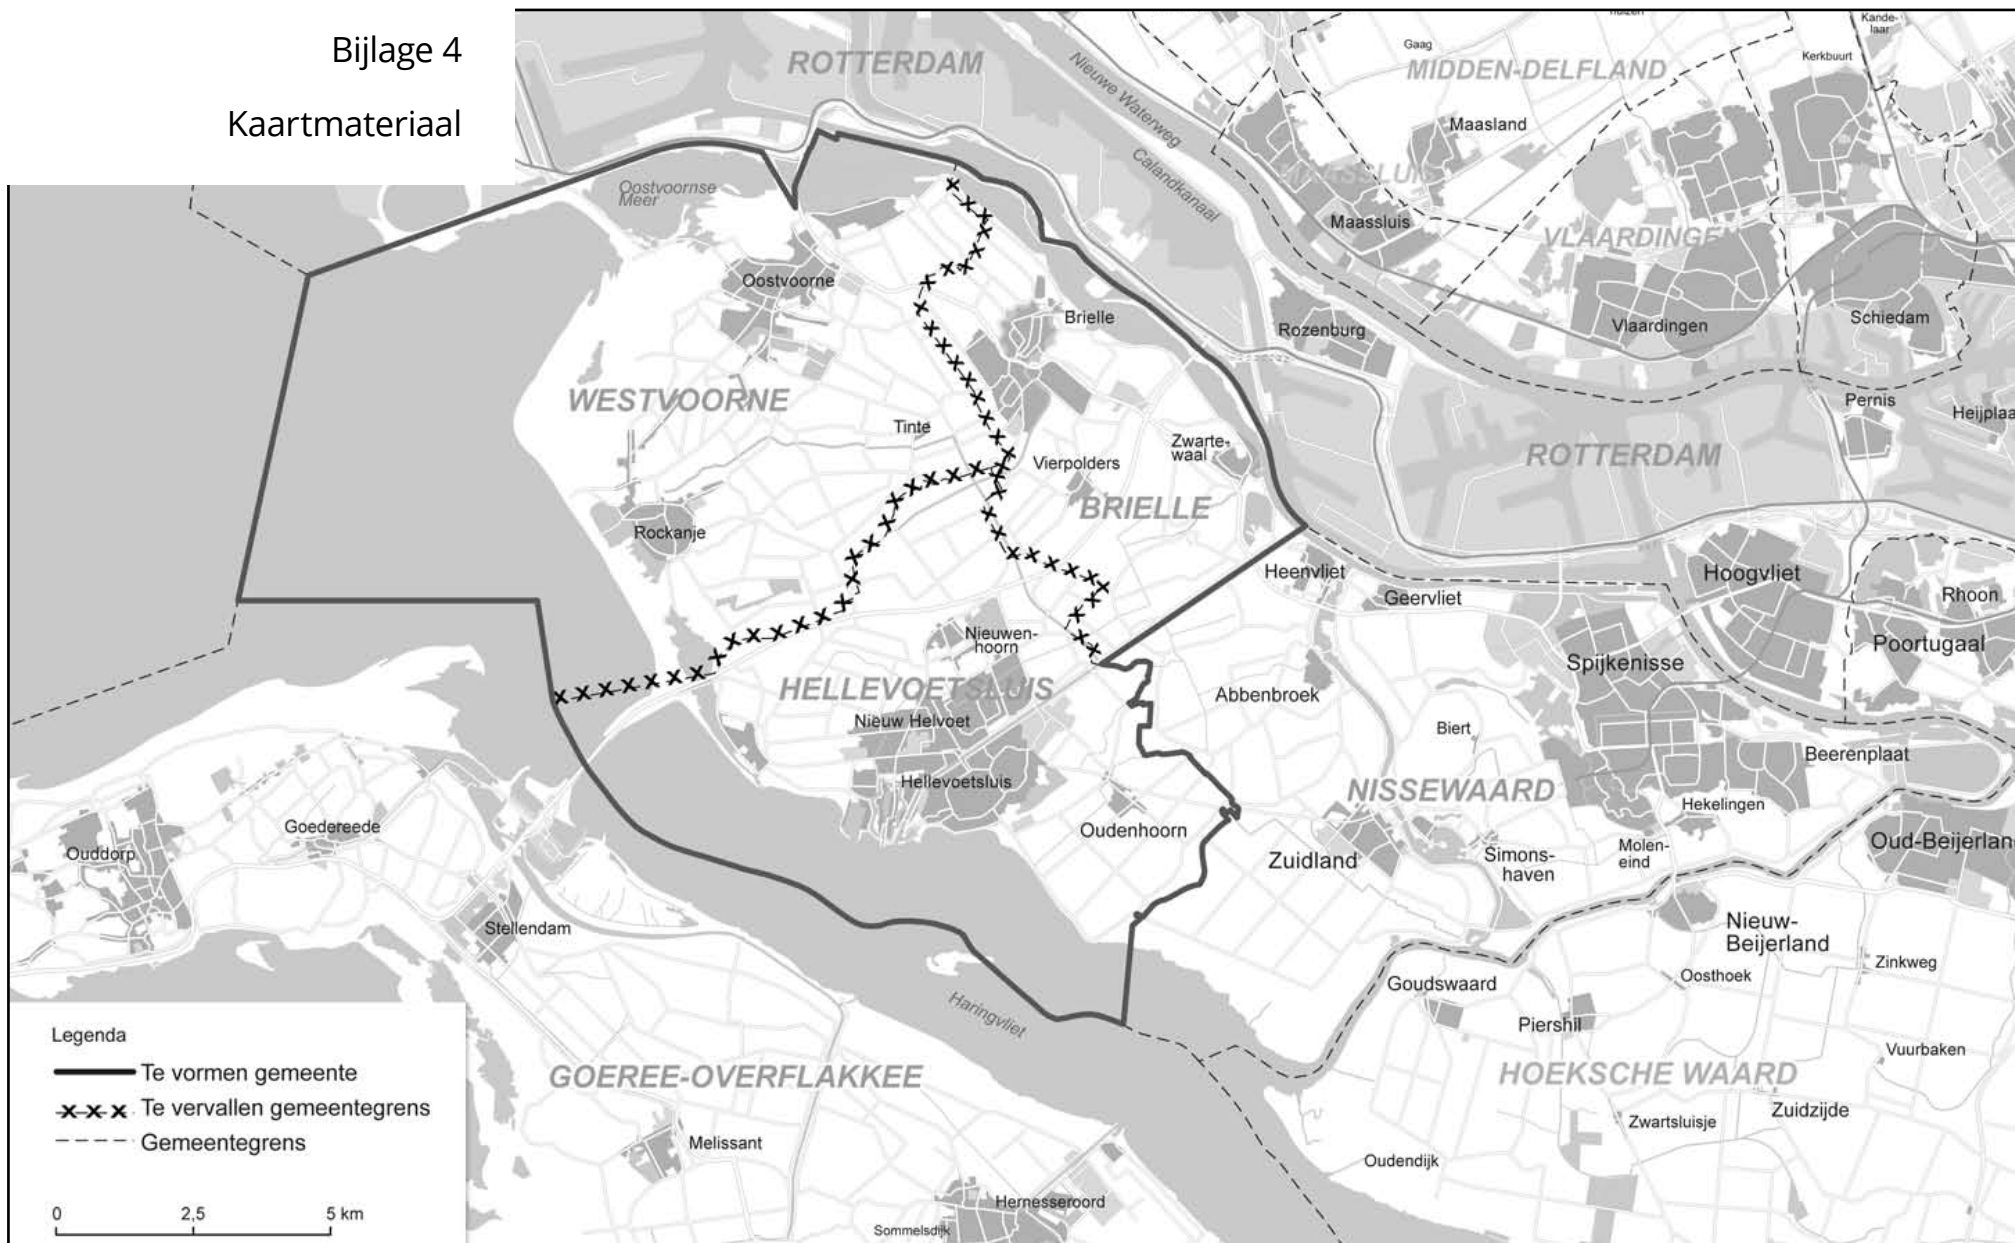 Bijlage 4
Kaartmateriaal
ROTTERDAM
Nieuwe Waterweg
Calandkanaal
Gaag
MIDDEN-DELFLAND
Kande-
laar
Kerkbuurt
Maasland
Maassluis
VLAARDINGEN
Vlaardingen
Schiedam
Oostvoornse
Meer
Oostvoorne
Brielle
Rozenburg
Pernis
WESTVOORNE
Tinte
Vierpolders
Zwarte-
waal
BRIELLE
ROTTERDAM
Rockanje
Heenvliet
Geervliet
Hoogvliet
Rhoon
Poortugaal
Nieuwen-
hoorn
HELLEVOETSLUIS
Nieuw Helvoet
Hellevoetsluis
Abbenbroek
Biert
Spijkenisse
Beerenplaat
NISSEWAARD
Hekelingen
Oudenhoorn
Zuidland
Simons-
haven
Molen-
eind
Ouddorp
Goedereede
Stellendam
Nieuw-
Beijerland
Zinkweg
Oosthoek
Goudswaard
Piershil
Haringvliet
Vuurbaken
HOEKSCHE WAARD
GOEREE-OVERFLAKKEE
Zwartsluisje
Zuidzijde
Oudendijk
Melissant
Hernesseroord
Sommelsdijk
Legenda
Te vormen gemeente
Te vervallen gemeentegrens
Gemeentegrens
0 2,5 5 km